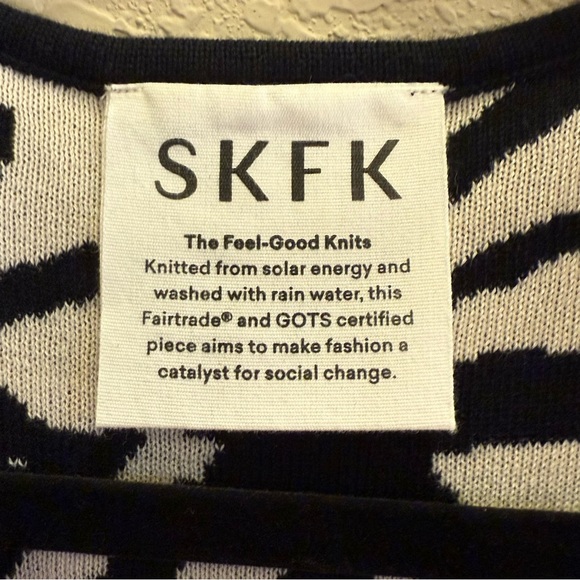 SKFK
The Feel-Good Knits
Knitted from solar energy and
washed with rain water, this
Fairtrade® and GOTS certified
piece aims to make fashion a
catalyst for social change.